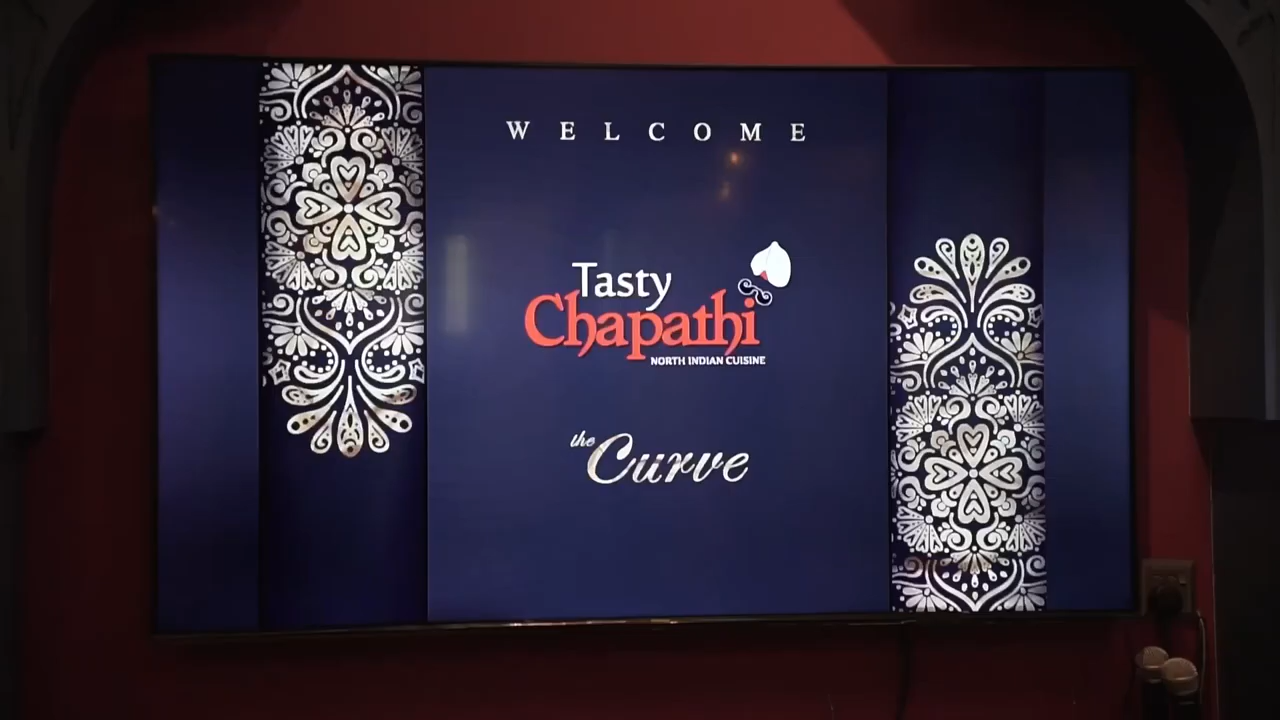 WELCOME
Tasty
Chapathi
NORTH INDIAN CUISINE
the Curve